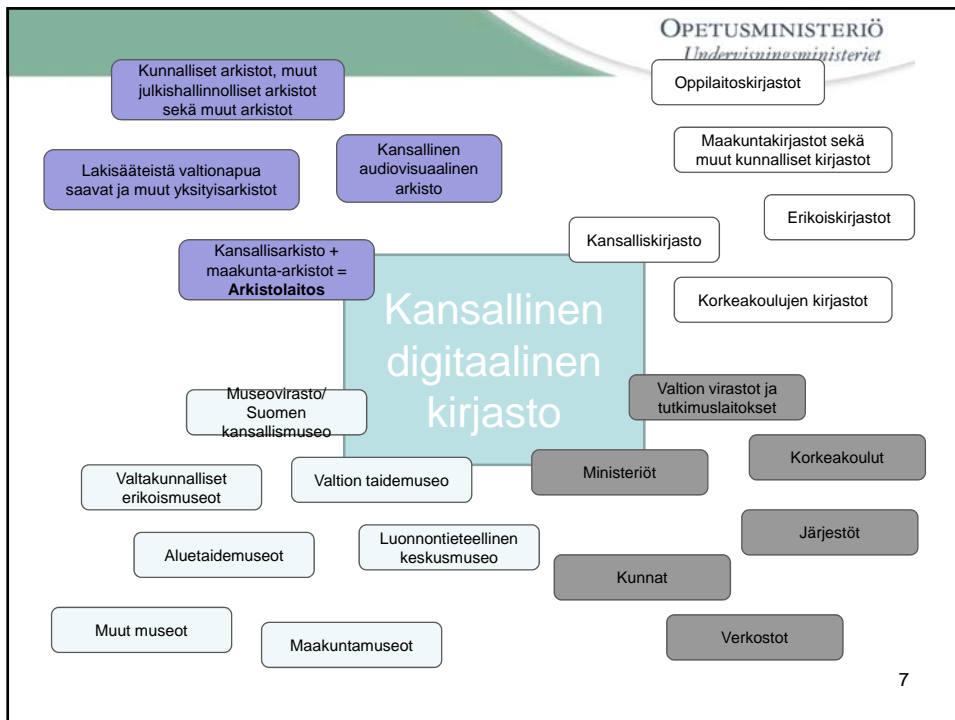 OPETUSMINISTERIÖ
Undervisningsministeriet
Kunnalliset arkistot, muut
julkishallinnolliset arkistot
sekä muut arkistot
Oppilaitoskirjastot
Kansallinen
audiovisuaalinen
arkisto
Maakuntakirjastot sekä
muut kunnalliset kirjastot
Lakisääteistä valtionapua
saavat ja muut yksityisarkistot
Erikoiskirjastot
Kansalliskirjasto
Kansallisarkisto +
maakunta-arkistot =
Arkistolaitos
Korkeakoulujen kirjastot
Kansallinen
digitaalinen
kirjasto
Museovirasto/
Suomen
kansallismuseo
Valtion virastot ja
tutkimuslaitokset
Valtakunnalliset
erikoismuseot
Valtion taidemuseo
Ministeriöt
Korkeakoulut
Aluetaidemuseot
Luonnontieteellinen
keskusmuseo
Järjestöt
Kunnat
Muut museot
Maakuntamuseot
Verkostot
7